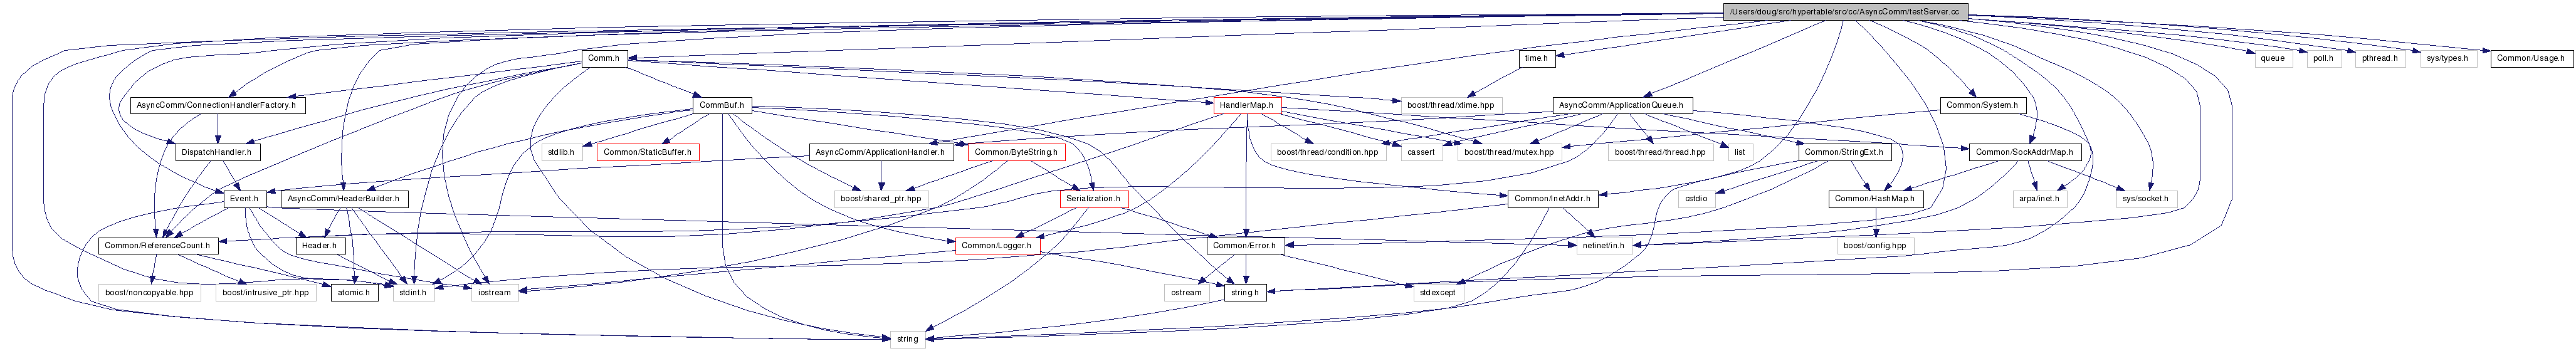 /Users/doug/src/hypertable/src/cc/AsyncComm/testServer.cc
Comm.h
time.h
queue
poll.h
pthread.h
sys/types.h
Common/Usage.h
AsyncComm/ConnectionHandlerFactory.h
CommBuf.h
HandlerMap.h
boost/thread/xtime.hpp
AsyncComm/ApplicationQueue.h
Common/System.h
DispatchHandler.h
stdlib.h
Common/StaticBuffer.h
AsyncComm/ApplicationHandler.h
Common/ByteString.h
boost/thread/condition.hpp
cassert
boost/thread/mutex.hpp
boost/thread/thread.hpp
list
Common/StringExt.h
Common/SockAddrMap.h
Event.h
AsyncComm/HeaderBuilder.h
boost/shared_ptr.hpp
Serialization.h
Common/InetAddr.h
cstdio
Common/HashMap.h
arpa/inet.h
sys/socket.h
Common/ReferenceCount.h
Header.h
Common/Logger.h
Common/Error.h
netinet/in.h
boost/config.hpp
boost/noncopyable.hpp
boost/intrusive_ptr.hpp
atomic.h
stdint.h
iostream
ostream
string.h
stdexcept
string